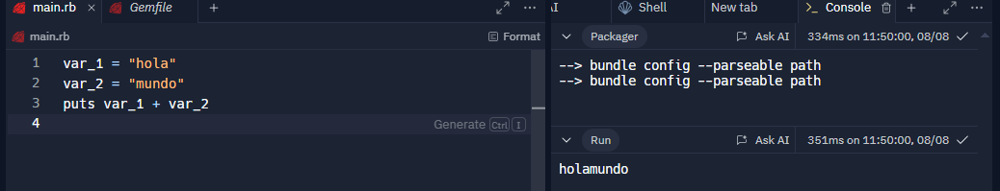 main.rb × Gemfile +
main.rb Format
1 var_1 = "hola"
2 var_2 = "mundo"
3 puts var_1 + var_2
4 Generate Ctrl I
AI Shell New tab Console +
Packager Ask AI 334ms on 11:50:00, 08/08
--> bundle config --parseable path
--> bundle config --parseable path
Run Ask AI 351ms on 11:50:00, 08/08
holamundo